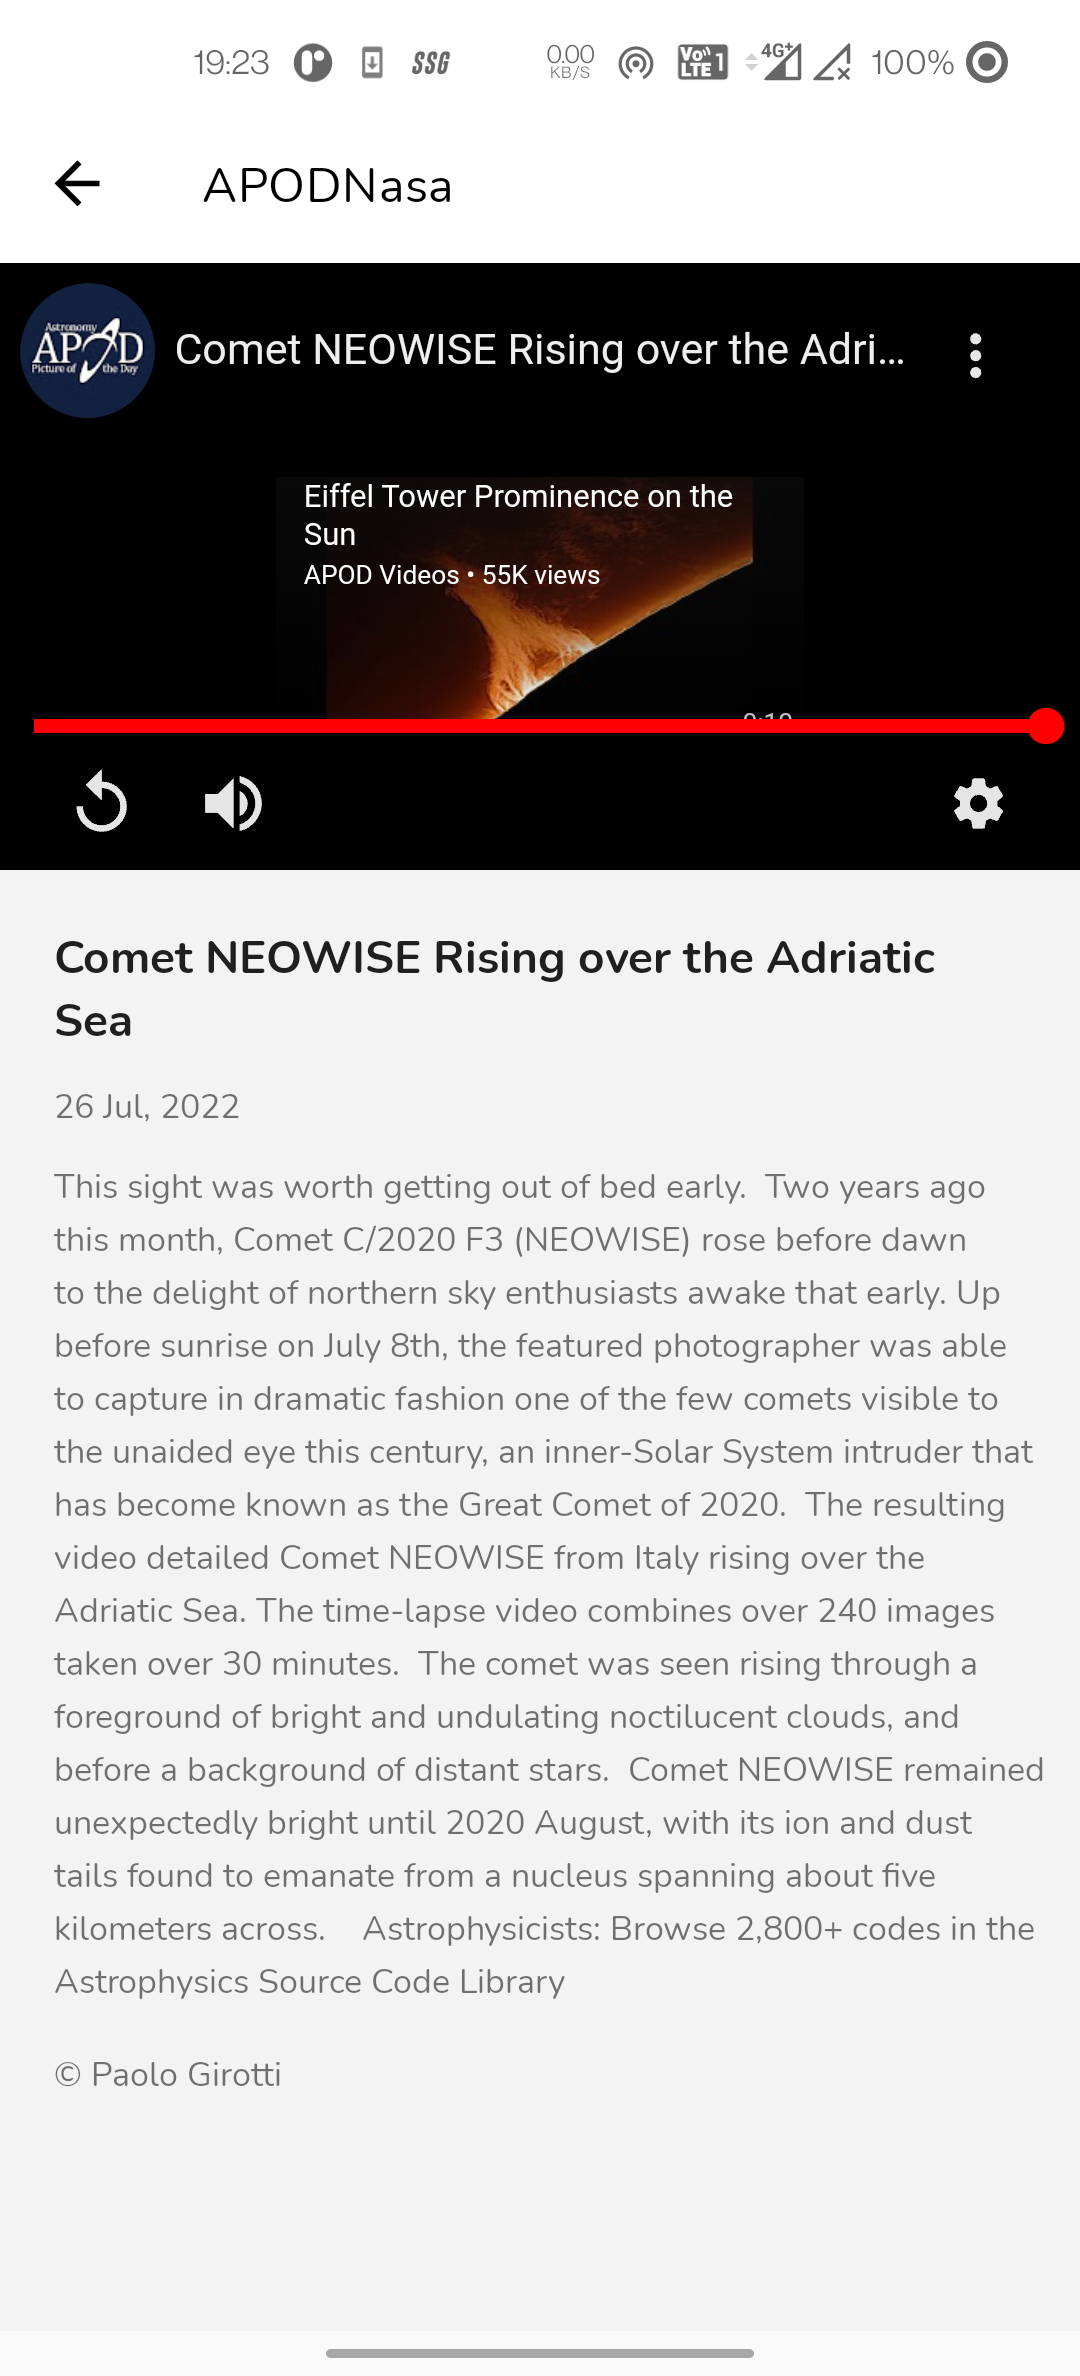 19:23 SSG 0.00 KB/S VoLTE 1 4G+ 100%
APODNasa
Astronomy
APOD
Picture of the Day
Comet NEOWISE Rising over the Adri...
Eiffel Tower Prominence on the
Sun
APOD Videos • 55K views
Comet NEOWISE Rising over the Adriatic
Sea
26 Jul, 2022
This sight was worth getting out of bed early.  Two years ago
this month, Comet C/2020 F3 (NEOWISE) rose before dawn
to the delight of northern sky enthusiasts awake that early. Up
before sunrise on July 8th, the featured photographer was able
to capture in dramatic fashion one of the few comets visible to
the unaided eye this century, an inner-Solar System intruder that
has become known as the Great Comet of 2020.  The resulting
video detailed Comet NEOWISE from Italy rising over the
Adriatic Sea. The time-lapse video combines over 240 images
taken over 30 minutes.  The comet was seen rising through a
foreground of bright and undulating noctilucent clouds, and
before a background of distant stars.  Comet NEOWISE remained
unexpectedly bright until 2020 August, with its ion and dust
tails found to emanate from a nucleus spanning about five
kilometers across.    Astrophysicists: Browse 2,800+ codes in the
Astrophysics Source Code Library
© Paolo Girotti